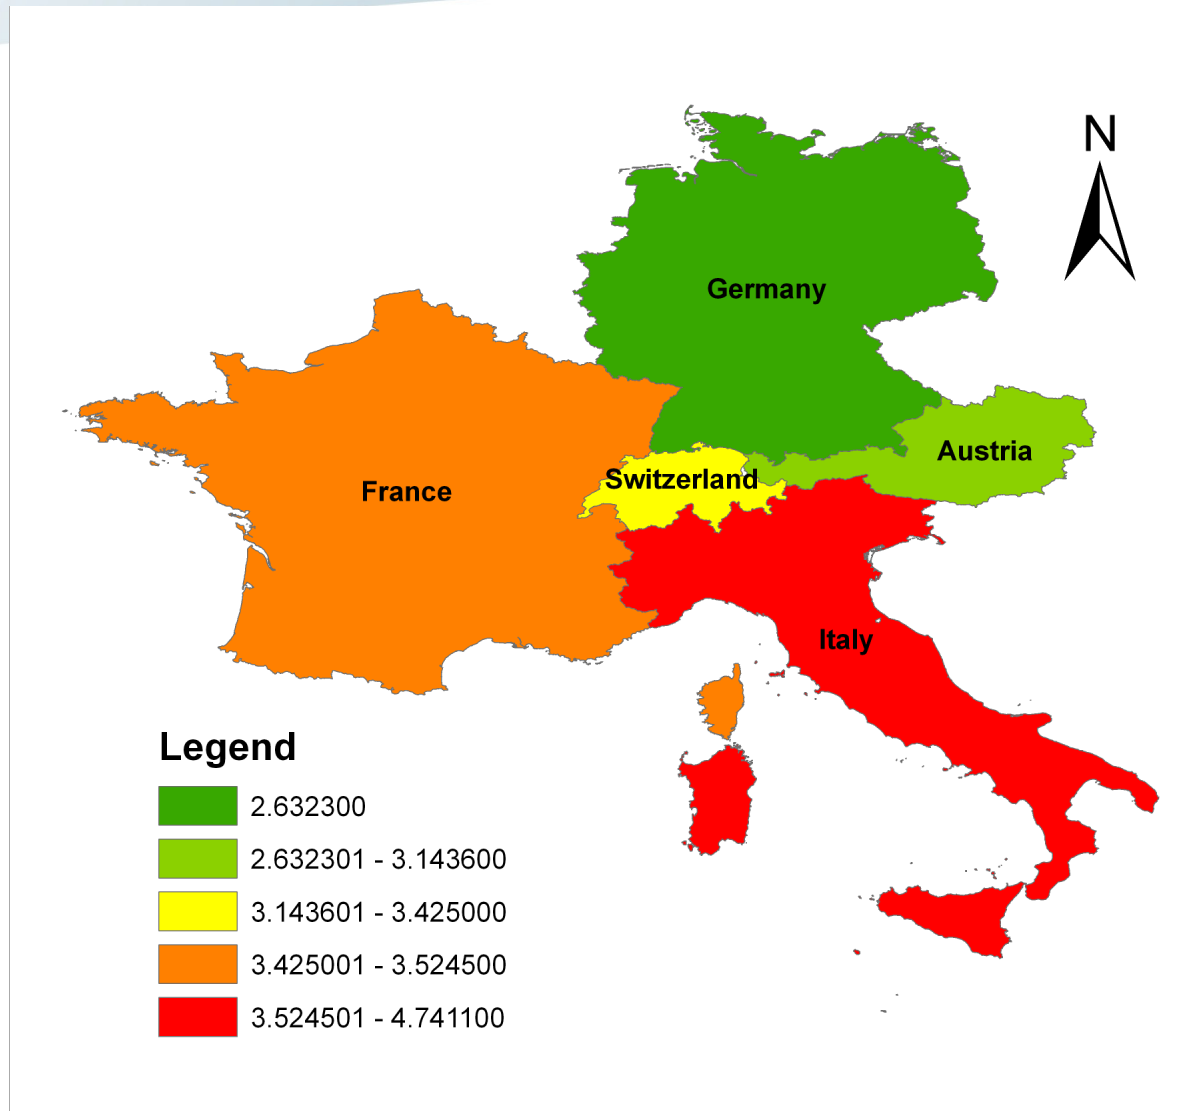 N
Germany
Austria
Switzerland
France
Italy
Legend
2.632300
2.632301 - 3.143600
3.143601 - 3.425000
3.425001 - 3.524500
3.524501 - 4.741100